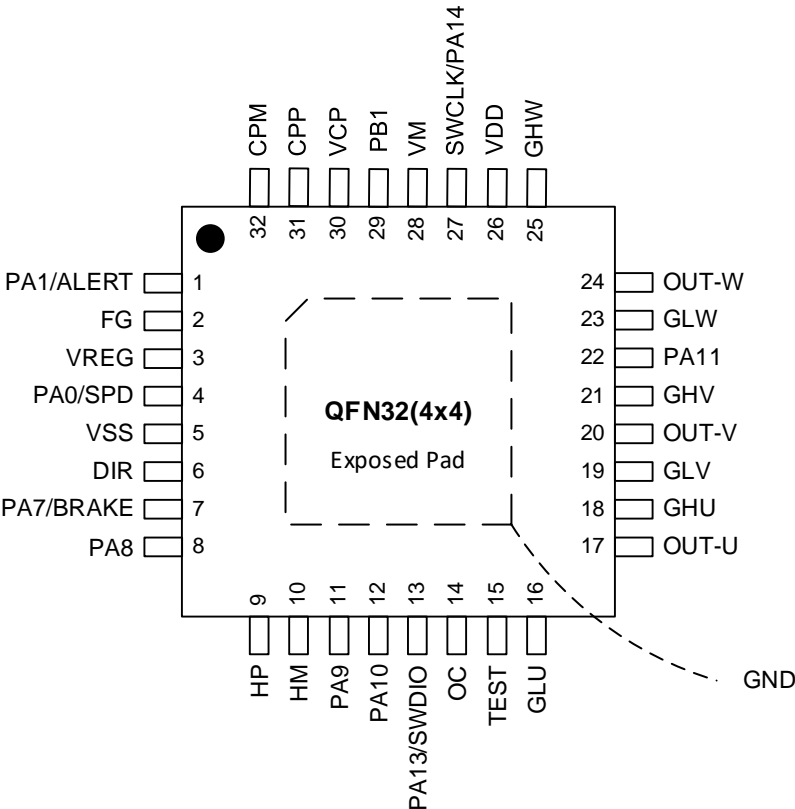 CPM
CPP
VCP
PB1
VM
SWCLK/PA14
VDD
GHW
32
31
30
29
28
27
26
25
PA1/ALERT 1
FG 2
VREG 3
PA0/SPD 4
VSS 5
DIR 6
PA7/BRAKE 7
PA8 8
24 OUT-W
23 GLW
22 PA11
21 GHV
20 OUT-V
19 GLV
18 GHU
17 OUT-U
QFN32(4x4)
Exposed Pad
9
10
11
12
13
14
15
16
HP
HM
PA9
PA10
PA13/SWDIO
OC
TEST
GLU
GND